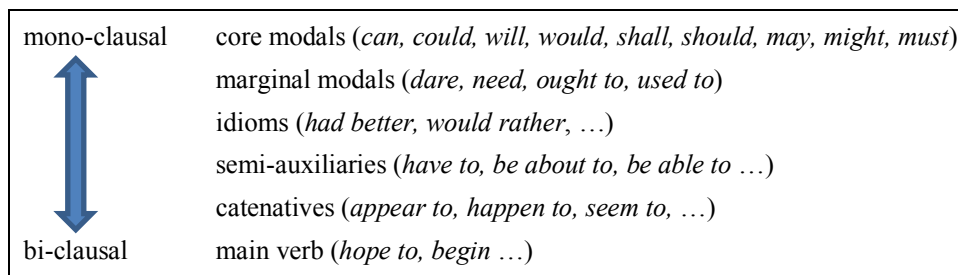 mono-clausal core modals (can, could, will, would, shall, should, may, might, must)
marginal modals (dare, need, ought to, used to)
idioms (had better, would rather, …)
semi-auxiliaries (have to, be about to, be able to …)
catenatives (appear to, happen to, seem to, …)
bi-clausal main verb (hope to, begin …)